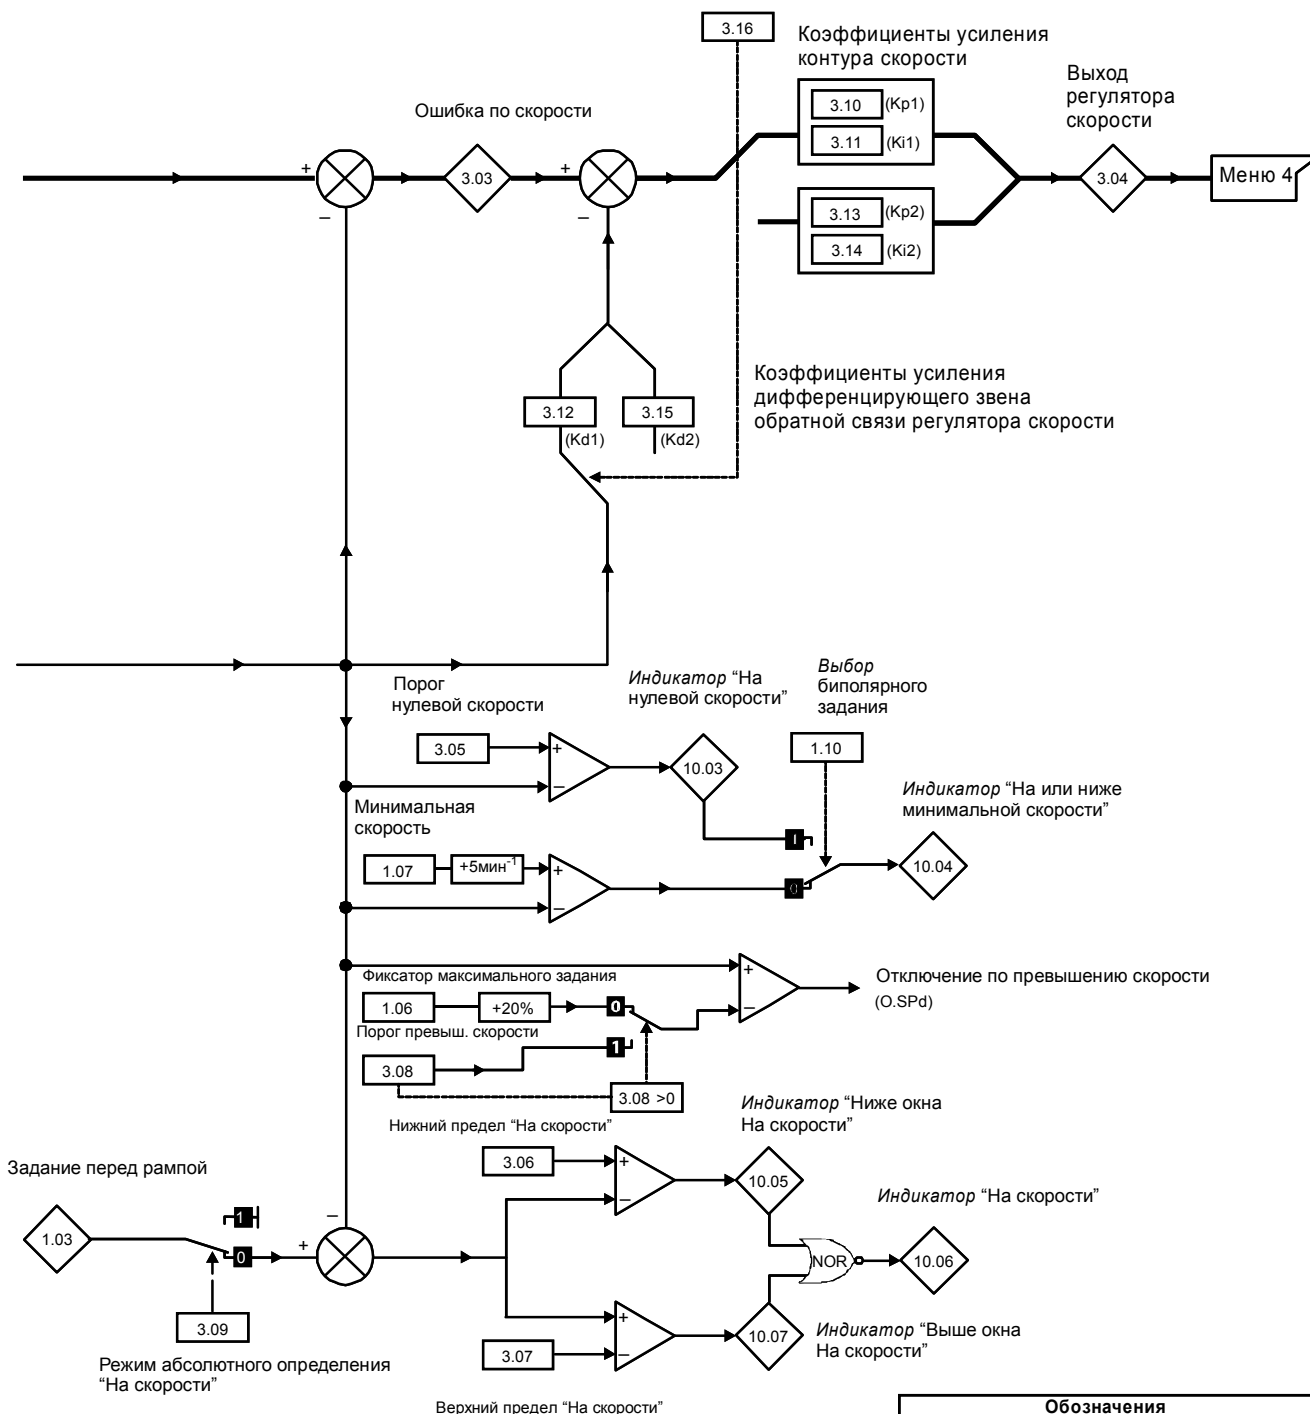 3.16
Коэффициенты усиления
контура скорости
Выход
регулятора
скорости
Ошибка по скорости
3.10
(Kp1)
3.11
(Ki1)
+
3.03
+
3.04
Меню 4
–
–
3.13
(Kp2)
3.14
(Ki2)
Коэффициенты усиления
дифференцирующего звена
обратной связи регулятора скорости
3.12
3.15
(Kd1)
(Kd2)
Порог
нулевой скорости
Индикатор “На
нулевой скорости”
Выбор
биполярного
задания
3.05
+
–
10.03
1.10
Индикатор “На или ниже
минимальной скорости”
Минимальная
скорость
1
1.07
+5мин-1
+
–
0
10.04
Фиксатор максимального задания
+
–
Отключение по превышению скорости
(O.SPd)
1.06
+20%
0
Порог превыш. скорости
1
3.08
3.08 >0
Индикатор “Ниже окна
На скорости”
Нижний предел “На скорости”
Задание перед рампой
3.06
+
–
10.05
Индикатор “На скорости”
1
–
1.03
0
+
NOR
10.06
3.09
+
–
10.07
Индикатор “Выше окна
На скорости”
3.07
Режим абсолютного определения
“На скорости”
Верхний предел “На скорости”
Обозначения